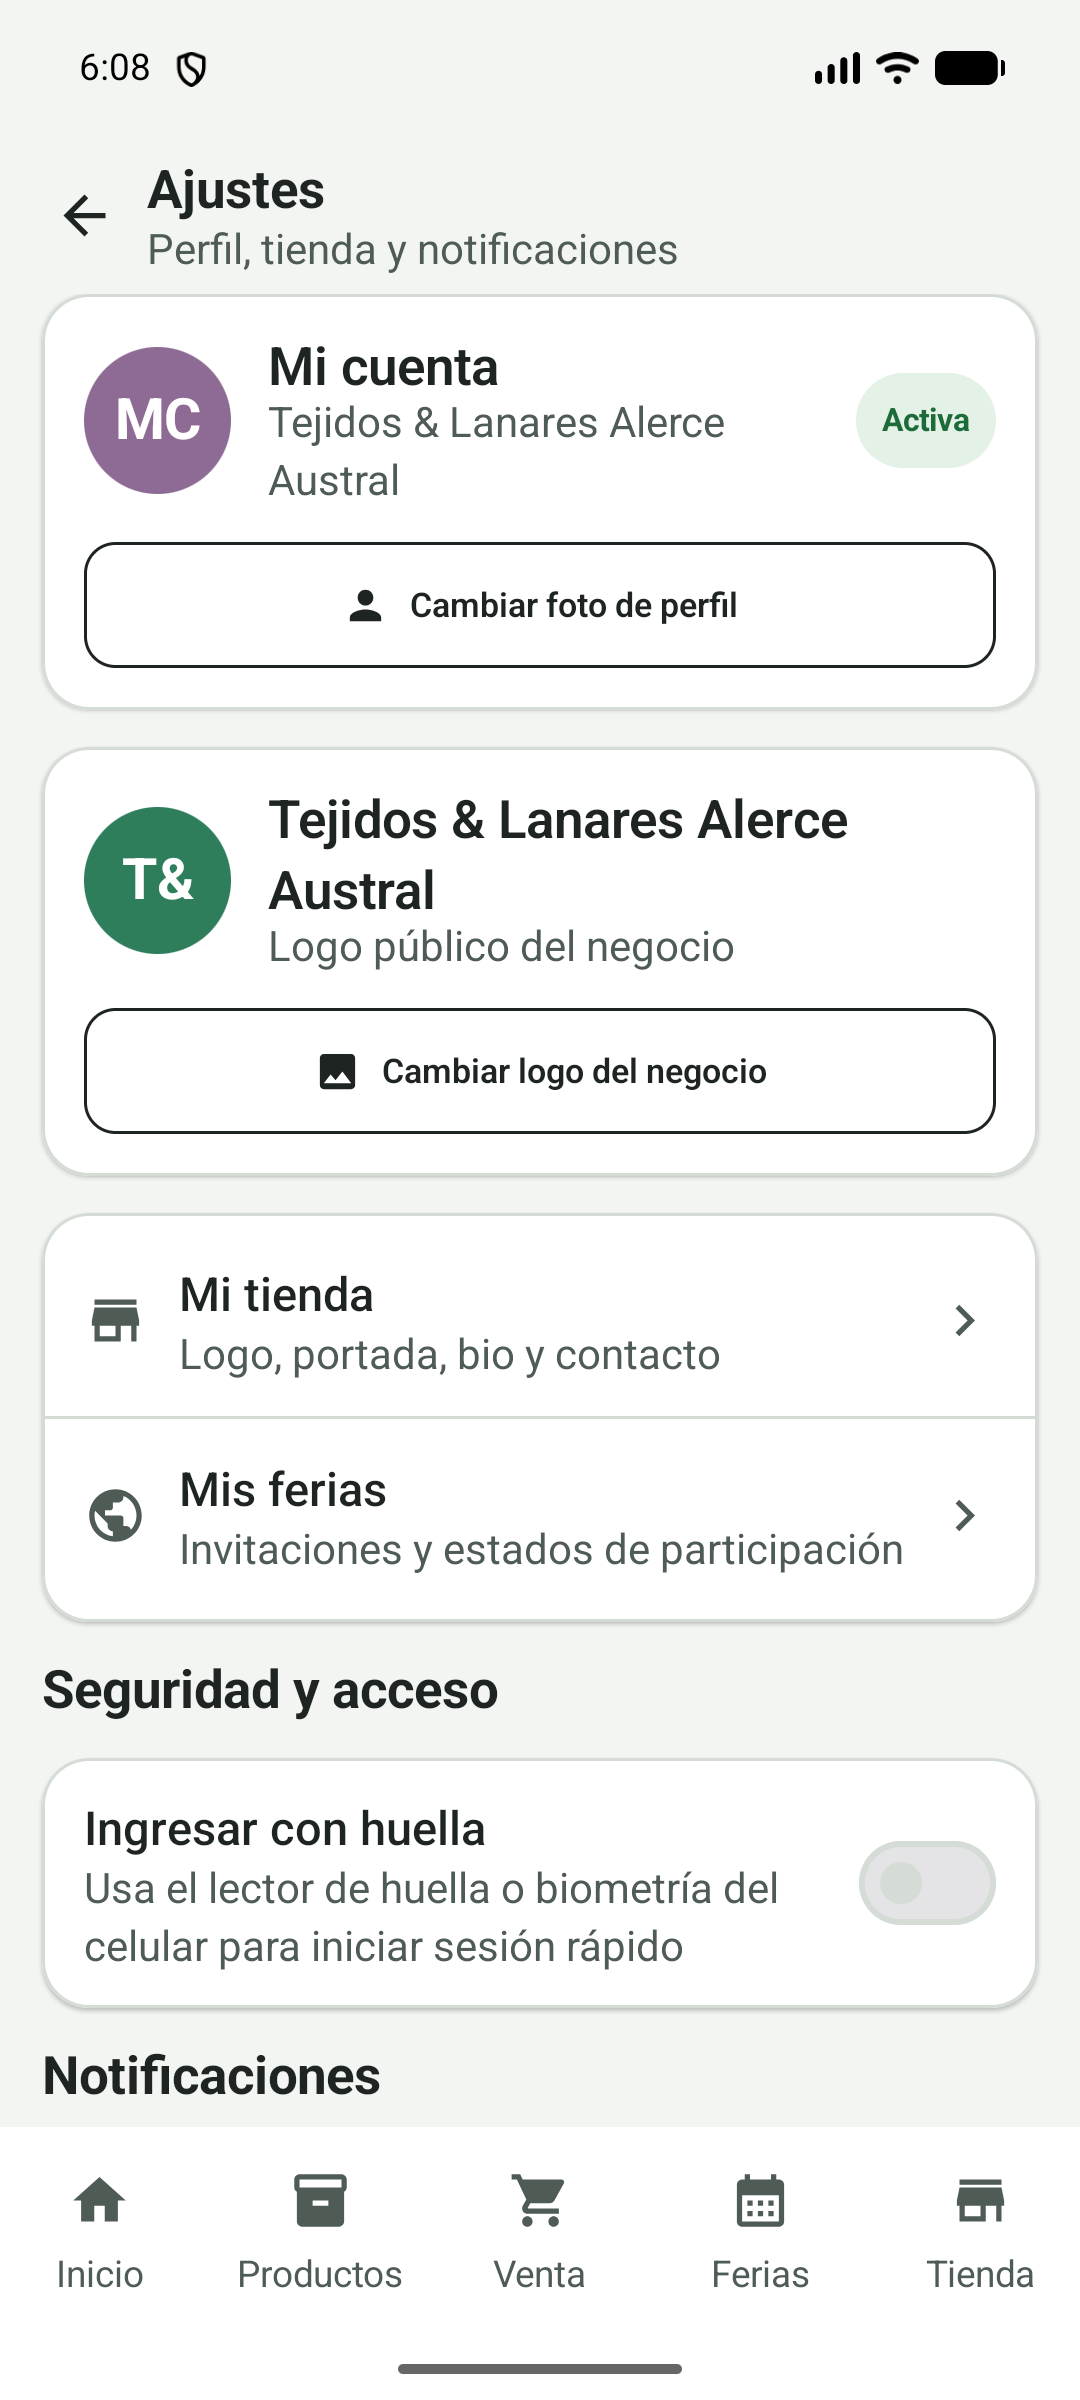 6:08
Ajustes
Perfil, tienda y notificaciones
MC
Mi cuenta
Tejidos & Lanares Alerce
Austral
Activa
Cambiar foto de perfil
T&
Tejidos & Lanares Alerce
Austral
Logo público del negocio
Cambiar logo del negocio
Mi tienda
Logo, portada, bio y contacto
Mis ferias
Invitaciones y estados de participación
Seguridad y acceso
Ingresar con huella
Usa el lector de huella o biometría del
celular para iniciar sesión rápido
Notificaciones
Inicio
Productos
Venta
Ferias
Tienda